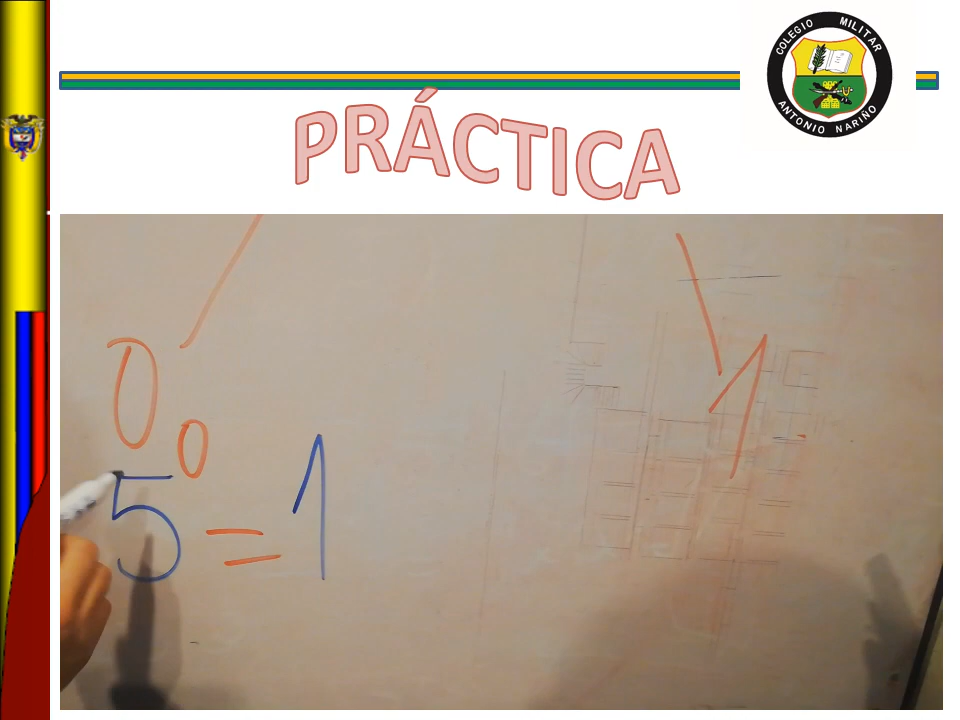 COLEGIO MILITAR
ANTONIO NARIÑO
PRÁCTICA
0 / \ 1
5⁰ = 1